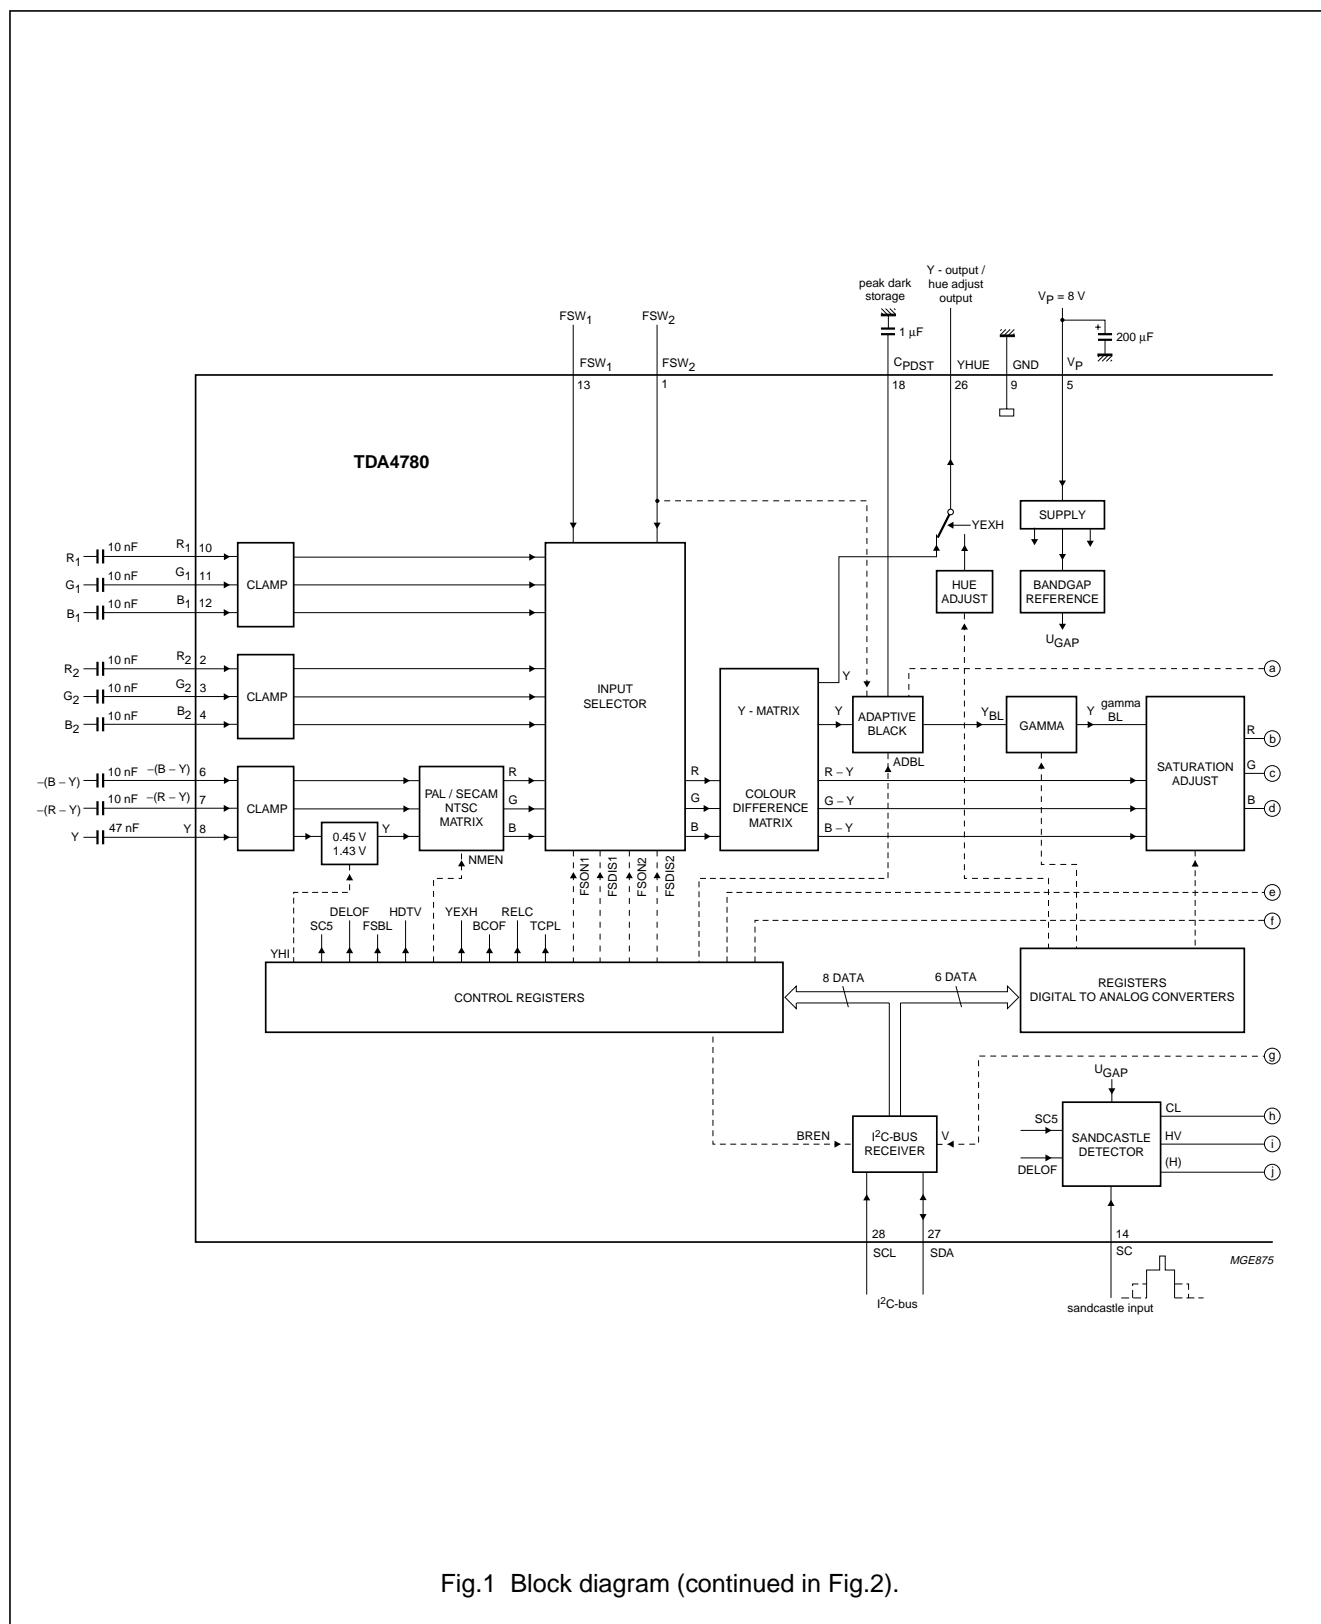 Y - output /
hue adjust
output
peak dark
storage
V_P = 8 V
FSW1
FSW2
1 µF
+
200 µF
FSW1
FSW2
C_PDST
YHUE
GND
V_P
13
1
18
26
9
5
TDA4780
YEXH
SUPPLY
R1
10 nF
R1
10
G1
10 nF
G1
11
B1
10 nF
B1
12
CLAMP
HUE
ADJUST
BANDGAP
REFERENCE
U_GAP
R2
10 nF
R2
2
G2
10 nF
G2
3
B2
10 nF
B2
4
CLAMP
INPUT
SELECTOR
Y
a
Y - MATRIX
Y
ADAPTIVE
BLACK
ADBL
Y_BL
GAMMA
Y
gamma
BL
R
b
G
c
B
d
SATURATION
ADJUST
–(B – Y)
10 nF
–(B – Y)
6
–(R – Y)
10 nF
–(R – Y)
7
Y
47 nF
Y
8
CLAMP
0.45 V
1.43 V
Y
PAL / SECAM
NTSC
MATRIX
R
G
B
NMEN
R
G
B
COLOUR
DIFFERENCE
MATRIX
R – Y
G – Y
B – Y
FSON1
FSDIS1
FSON2
FSDIS2
e
f
YHI
SC5
DELOF
FSBL
HDTV
YEXH
BCOF
RELC
TCPL
CONTROL REGISTERS
8 DATA
6 DATA
REGISTERS
DIGITAL TO ANALOG CONVERTERS
g
U_GAP
BREN
I²C-BUS
RECEIVER
V
SC5
DELOF
SANDCASTLE
DETECTOR
CL
h
HV
i
(H)
j
28
27
14
SCL
SDA
SC
MGE875
I²C-bus
sandcastle input
Fig.1 Block diagram (continued in Fig.2).